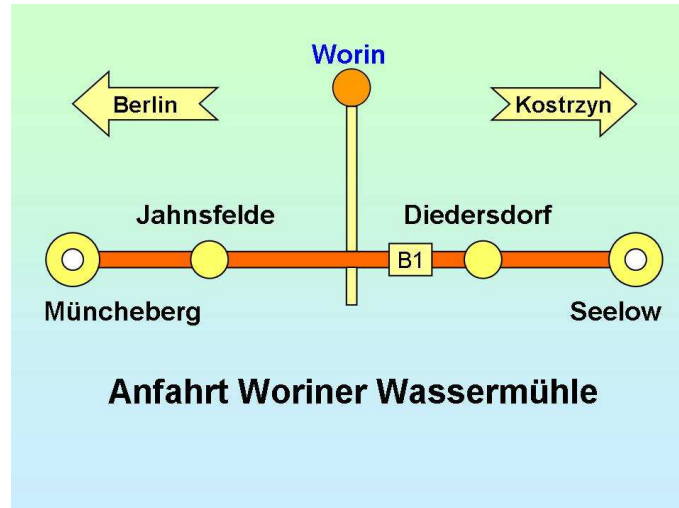 Worin
Berlin
Kostrzyn
Jahnsfelde
Diedersdorf
B1
Müncheberg
Seelow
Anfahrt Woriner Wassermühle